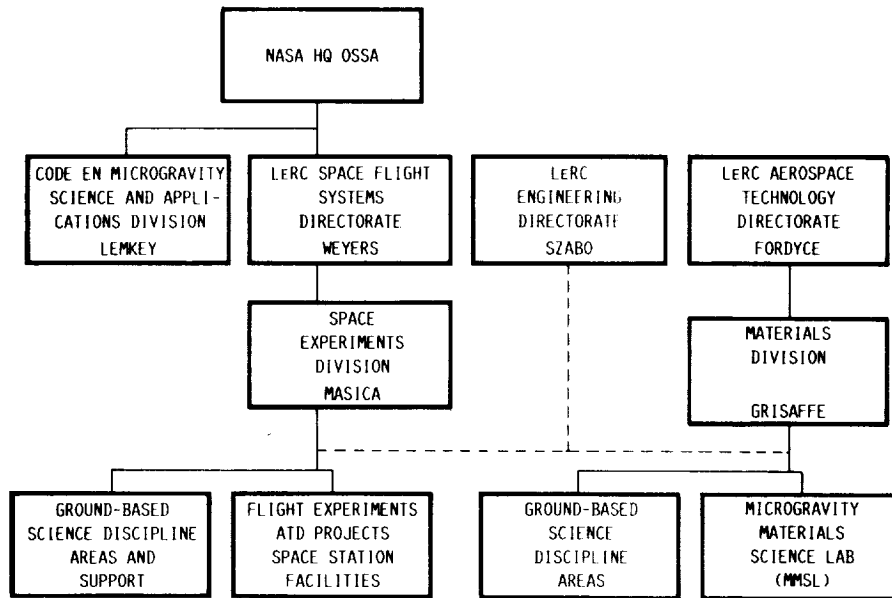 NASA HQ OSSA
CODE EN MICROGRAVITY
SCIENCE AND APPLI-
CATIONS DIVISION
LEMKEY
LERC SPACE FLIGHT
SYSTEMS
DIRECTORATE
WEYERS
LERC
ENGINEERING
DIRECTORATE
SZABO
LERC AEROSPACE
TECHNOLOGY
DIRECTORATE
FORDYCE
SPACE
EXPERIMENTS
DIVISION
MASICA
MATERIALS
DIVISION
GRISAFFE
GROUND-BASED
SCIENCE DISCIPLINE
AREAS AND
SUPPORT
FLIGHT EXPERIMENTS
ATD PROJECTS
SPACE STATION
FACILITIES
GROUND-BASED
SCIENCE
DISCIPLINE
AREAS
MICROGRAVITY
MATERIALS
SCIENCE LAB
(MMSL)